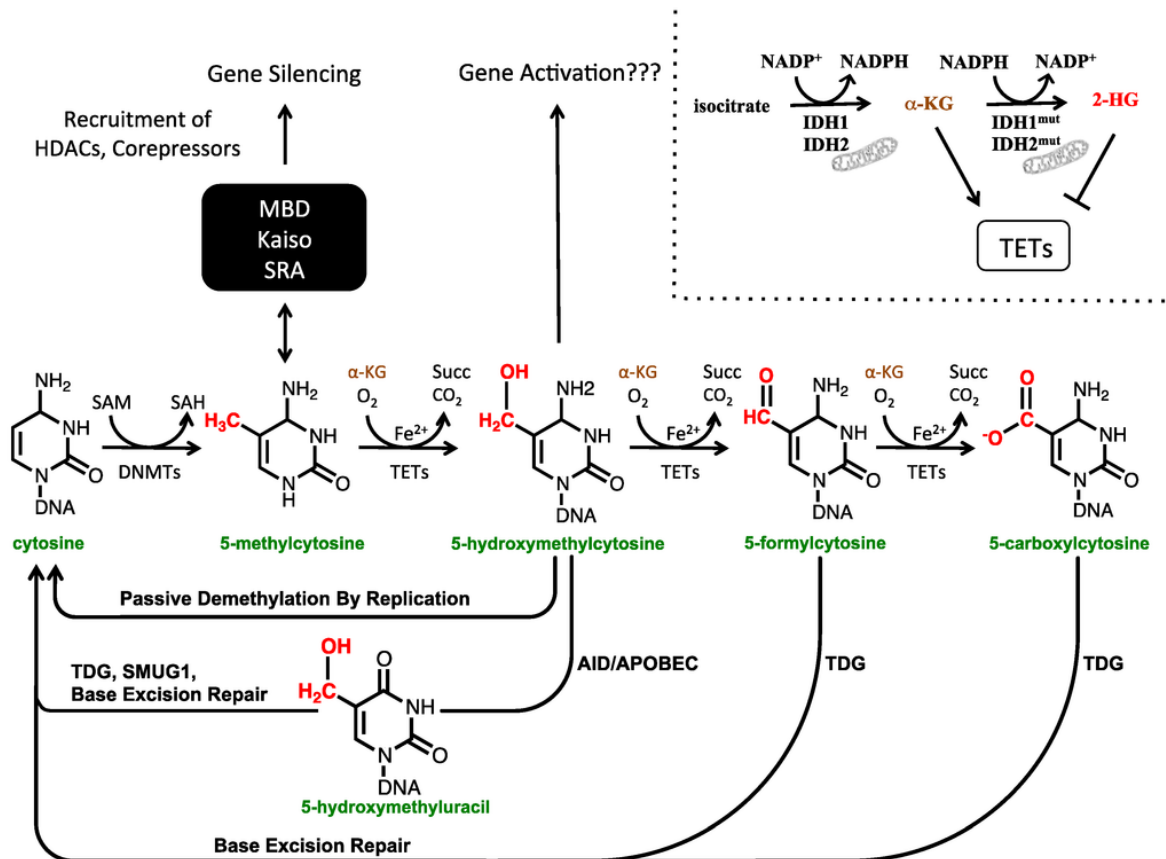 Gene Silencing
Gene Activation???
Recruitment of
HDACs, Corepressors
MBD
Kaiso
SRA
NADP+ NADPH NADPH NADP+
isocitrate α-KG 2-HG
IDH1 IDH1mut
IDH2 IDH2mut
TETs
NH2
SAM SAH
NH
N O
DNA
DNMTs
NH2
H3C
NH
N O
H
α-KG Succ
O2 CO2
Fe2+
TETs
OH
H2C
NH2
NH
N O
DNA
α-KG Succ
O2 CO2
Fe2+
TETs
O
CHO
NH2
NH
N O
DNA
α-KG Succ
O2 CO2
Fe2+
TETs
O
-O
NH2
NH
N O
DNA
cytosine
5-methylcytosine
5-hydroxymethylcytosine
5-formylcytosine
5-carboxylcytosine
Passive Demethylation By Replication
TDG, SMUG1,
Base Excision Repair
OH
H2C
O
NH
N O
DNA
5-hydroxymethyluracil
AID/APOBEC
TDG
TDG
Base Excision Repair